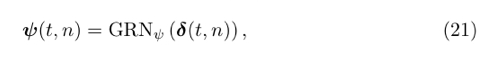 𝝍(t, n) = GRN_ψ (𝜹(t, n)) , (21)